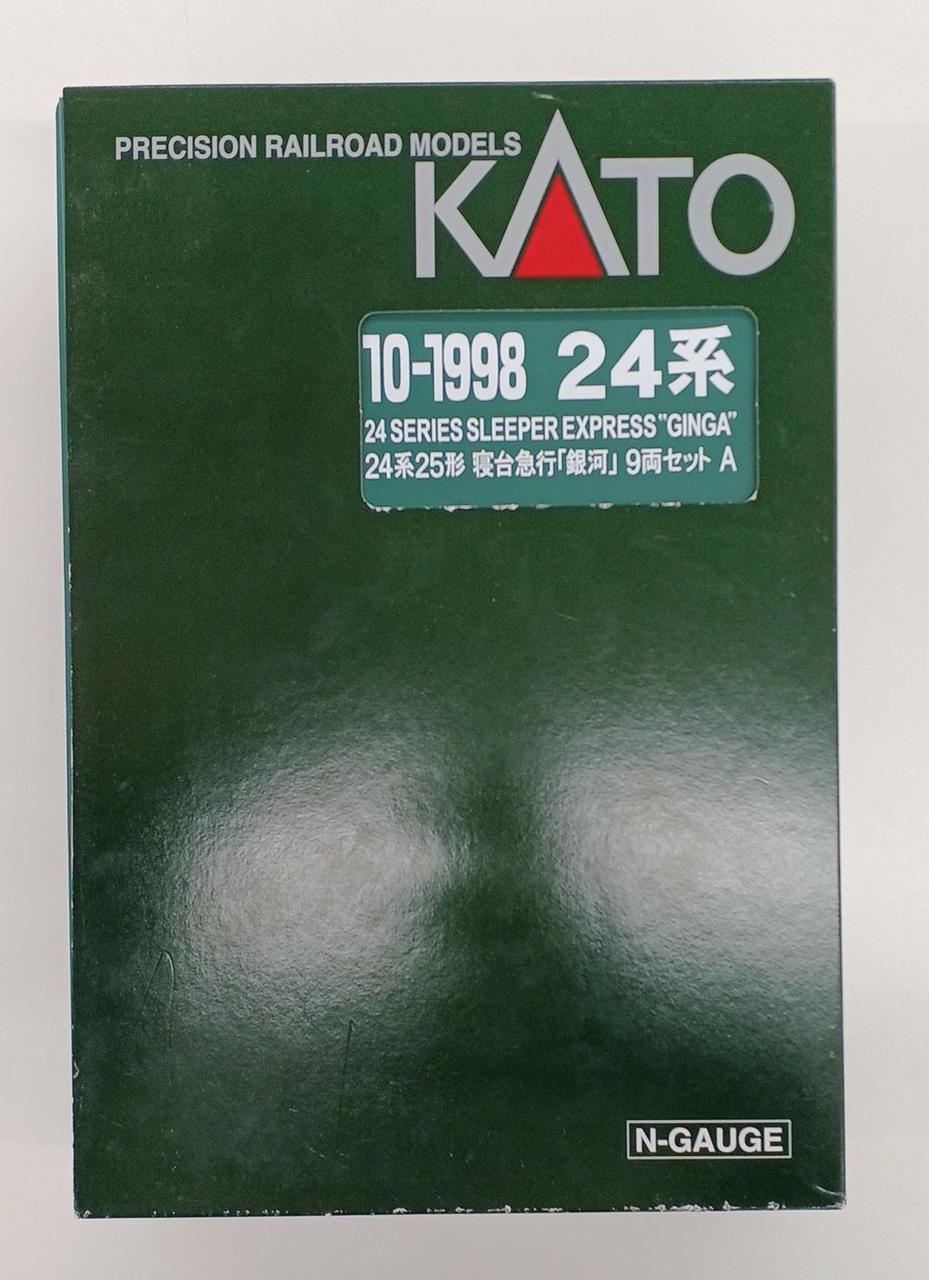 PRECISION RAILROAD MODELS
KATO
10-1998 24系
24 SERIES SLEEPER EXPRESS "GINGA"
24系25形 寝台急行「銀河」 9両セット A
N-GAUGE